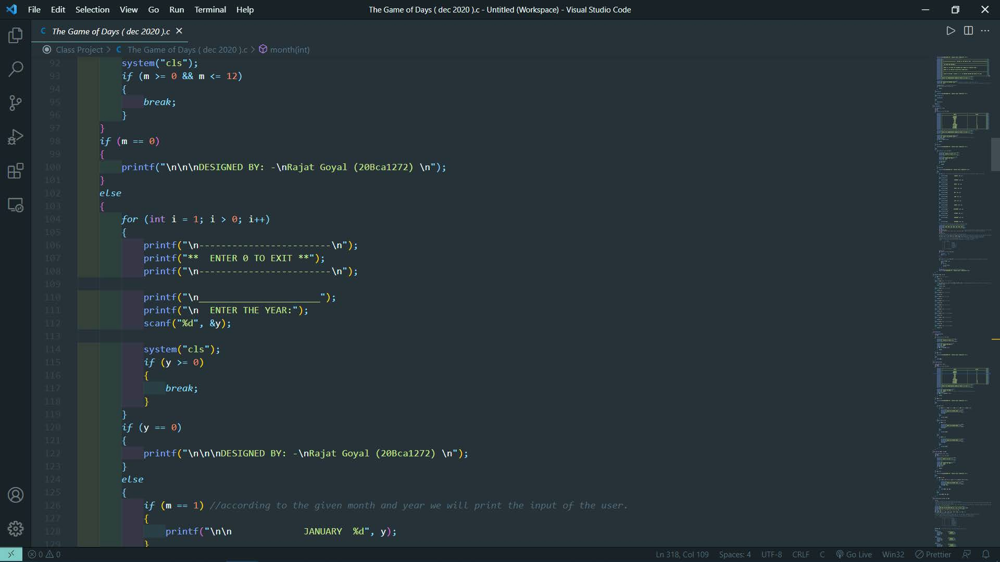 File Edit Selection View Go Run Terminal Help
The Game of Days ( dec 2020 ).c - Untitled (Workspace) - Visual Studio Code
C The Game of Days ( dec 2020 ).c
Class Project > C The Game of Days ( dec 2020 ).c > month(int)
92 system("cls");
93 if (m >= 0 && m <= 12)
94 {
95 break;
96 }
97 }
98 if (m == 0)
99 {
100 printf("\n\n\nDESIGNED BY: -\nRajat Goyal (20Bca1272) \n");
101 }
102 else
103 {
104 for (int i = 1; i > 0; i++)
105 {
106 printf("\n------------------------\n");
107 printf("** ENTER 0 TO EXIT **");
108 printf("\n------------------------\n");
109
110 printf("\n______________________");
111 printf("\n  ENTER THE YEAR:");
112 scanf("%d", &y);
113
114 system("cls");
115 if (y >= 0)
116 {
117 break;
118 }
119 }
120 if (y == 0)
121 {
122 printf("\n\n\nDESIGNED BY: -\nRajat Goyal (20Bca1272) \n");
123 }
124 else
125 {
126 if (m == 1) //according to the given month and year we will print the input of the user.
127 {
128 printf("\n\n             JANUARY  %d", y);
129 }
0 0 Ln 318, Col 109 Spaces: 4 UTF-8 CRLF C Go Live Win32 Prettier